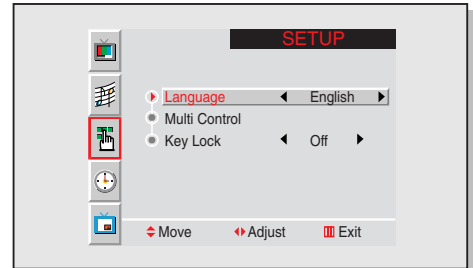 SETUP
Language English
Multi Control
Key Lock Off
Move Adjust Exit